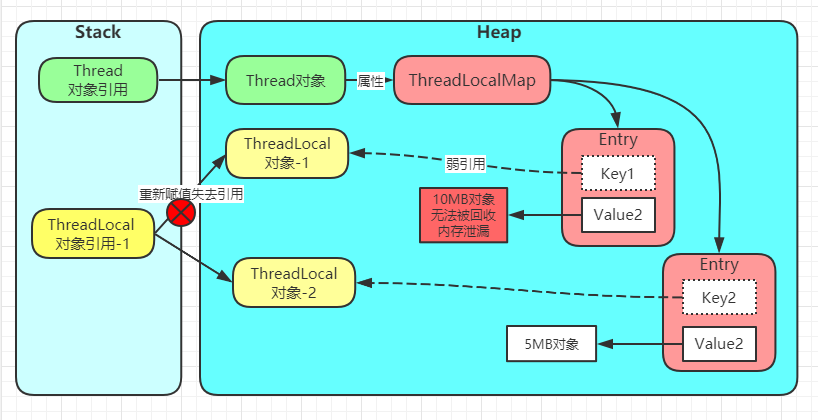 Stack
Heap
Thread
对象引用
Thread对象
属性
ThreadLocalMap
ThreadLocal
对象-1
弱引用
Entry
Key1
Value2
重新赋值失去引用
10MB对象
无法被回收
内存泄漏
ThreadLocal
对象引用-1
ThreadLocal
对象-2
Entry
Key2
Value2
5MB对象